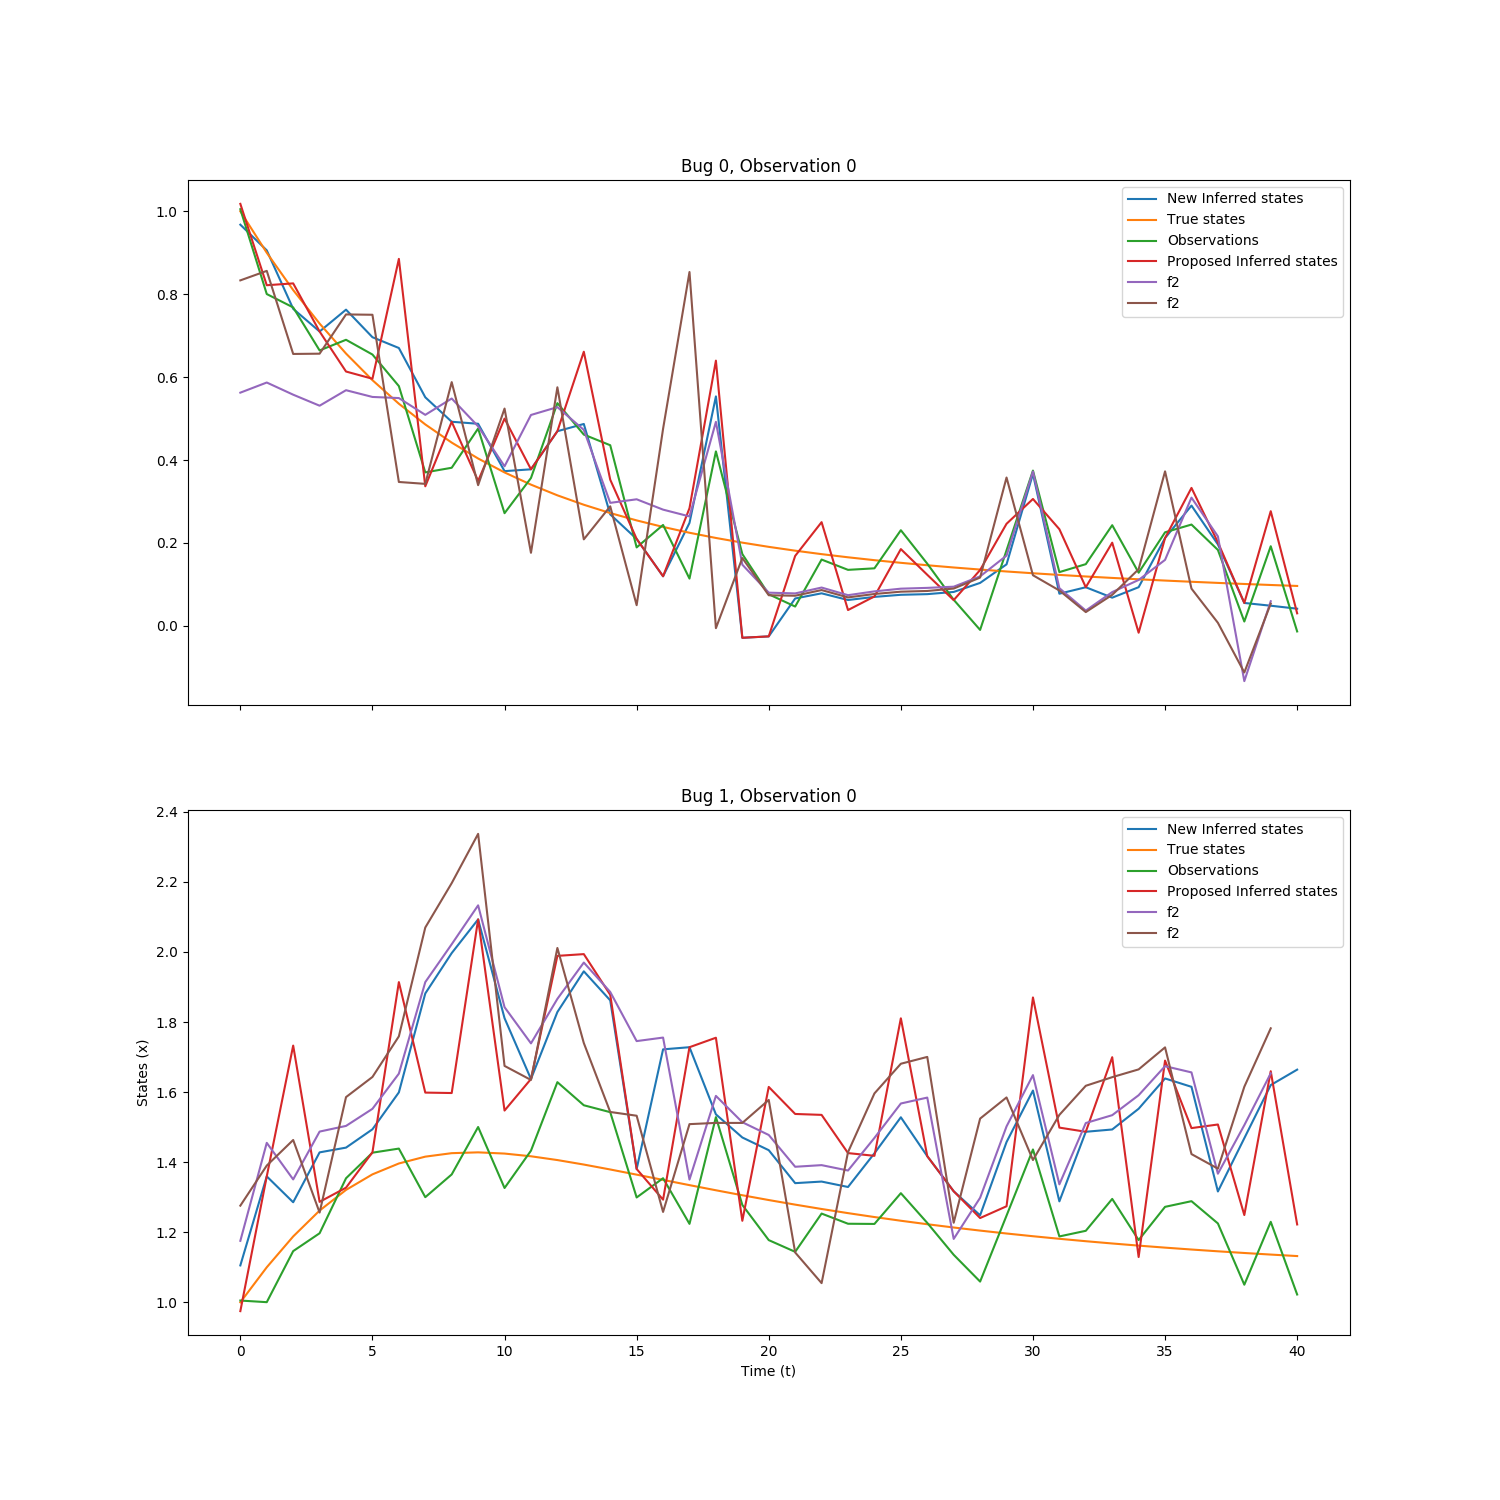 Bug 0, Observation 0
1.0
0.8
0.6
0.4
0.2
0.0
New Inferred states
True states
Observations
Proposed Inferred states
f2
f2
Bug 1, Observation 0
2.4
2.2
2.0
1.8
1.6
1.4
1.2
1.0
States (x)
New Inferred states
True states
Observations
Proposed Inferred states
f2
f2
0 5 10 15 20 25 30 35 40
Time (t)